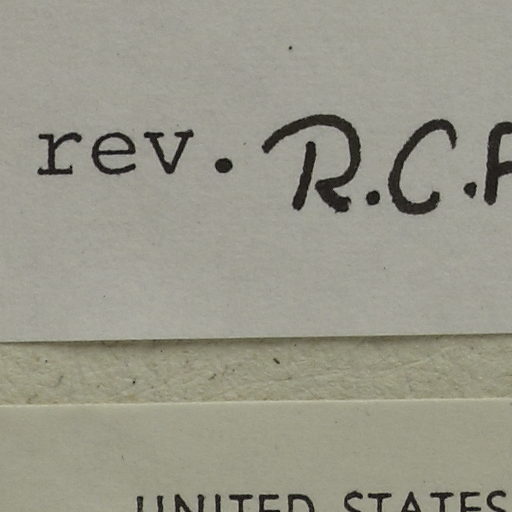 rev. R.C.
UNITED STATES